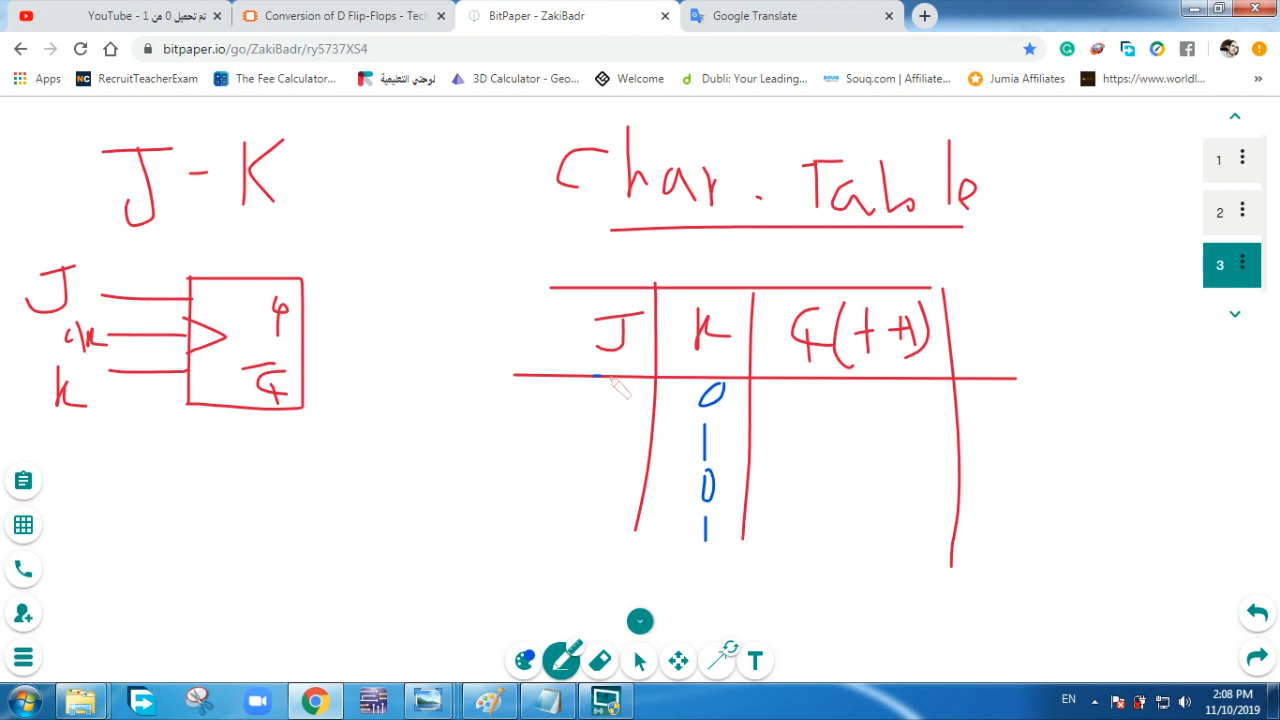 تم تحميل 0 من 1 - YouTube
Conversion of D Flip-Flops - Tech
BitPaper - ZakiBadr
Google Translate
bitpaper.io/go/ZakiBadr/ry5737XS4
Apps
RecruitTeacherExam
The Fee Calculator...
لوحتي التعليمية
3D Calculator - Geo...
Welcome
Dubli: Your Leading...
Souq.com | Affiliate...
Jumia Affiliates
https://www.worldl...
J - K
Char. Table
1
2
3
J
clk
K
Q
Q̅
J K Q(t+1)
0
1
0
1
T
EN
2:08 PM
11/10/2019